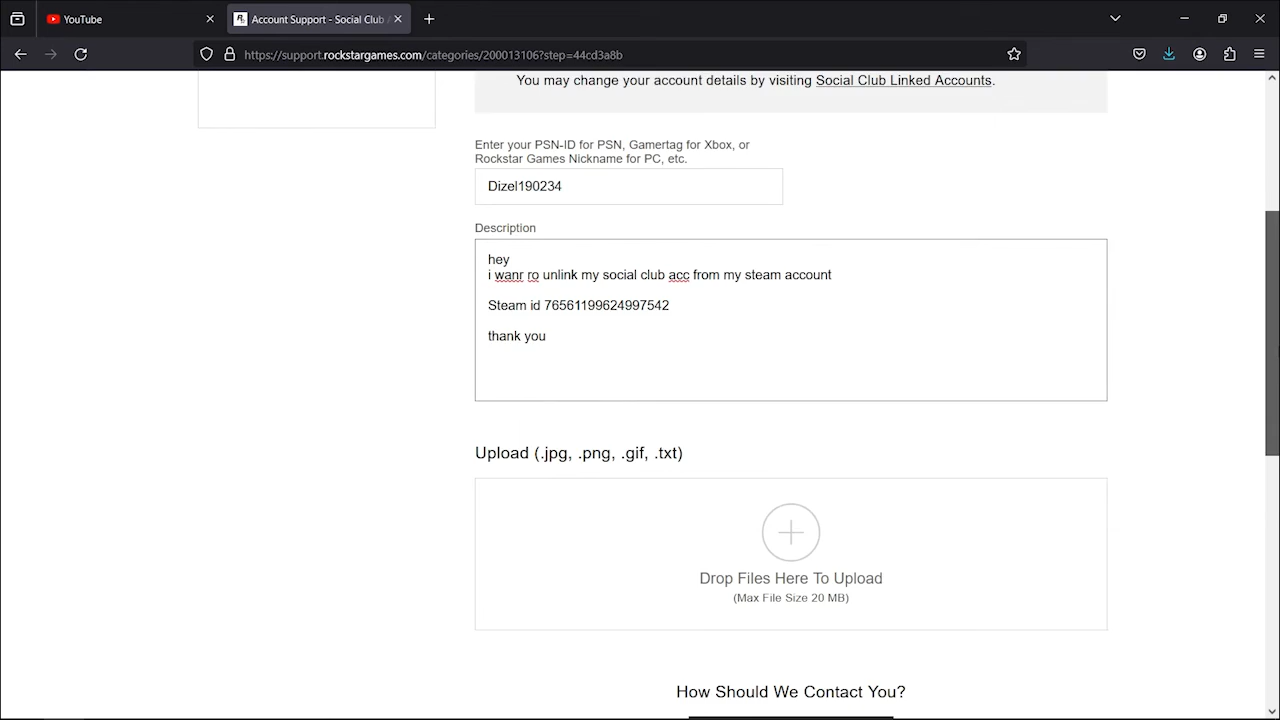 YouTube
Account Support - Social Club /
https://support.rockstargames.com/categories/200013106?step=44cd3a8b
You may change your account details by visiting Social Club Linked Accounts.
Enter your PSN-ID for PSN, Gamertag for Xbox, or
Rockstar Games Nickname for PC, etc.
Dizel190234
Description
hey
i wanr ro unlink my social club acc from my steam account
Steam id 76561199624997542
thank you
Upload (.jpg, .png, .gif, .txt)
Drop Files Here To Upload
(Max File Size 20 MB)
How Should We Contact You?